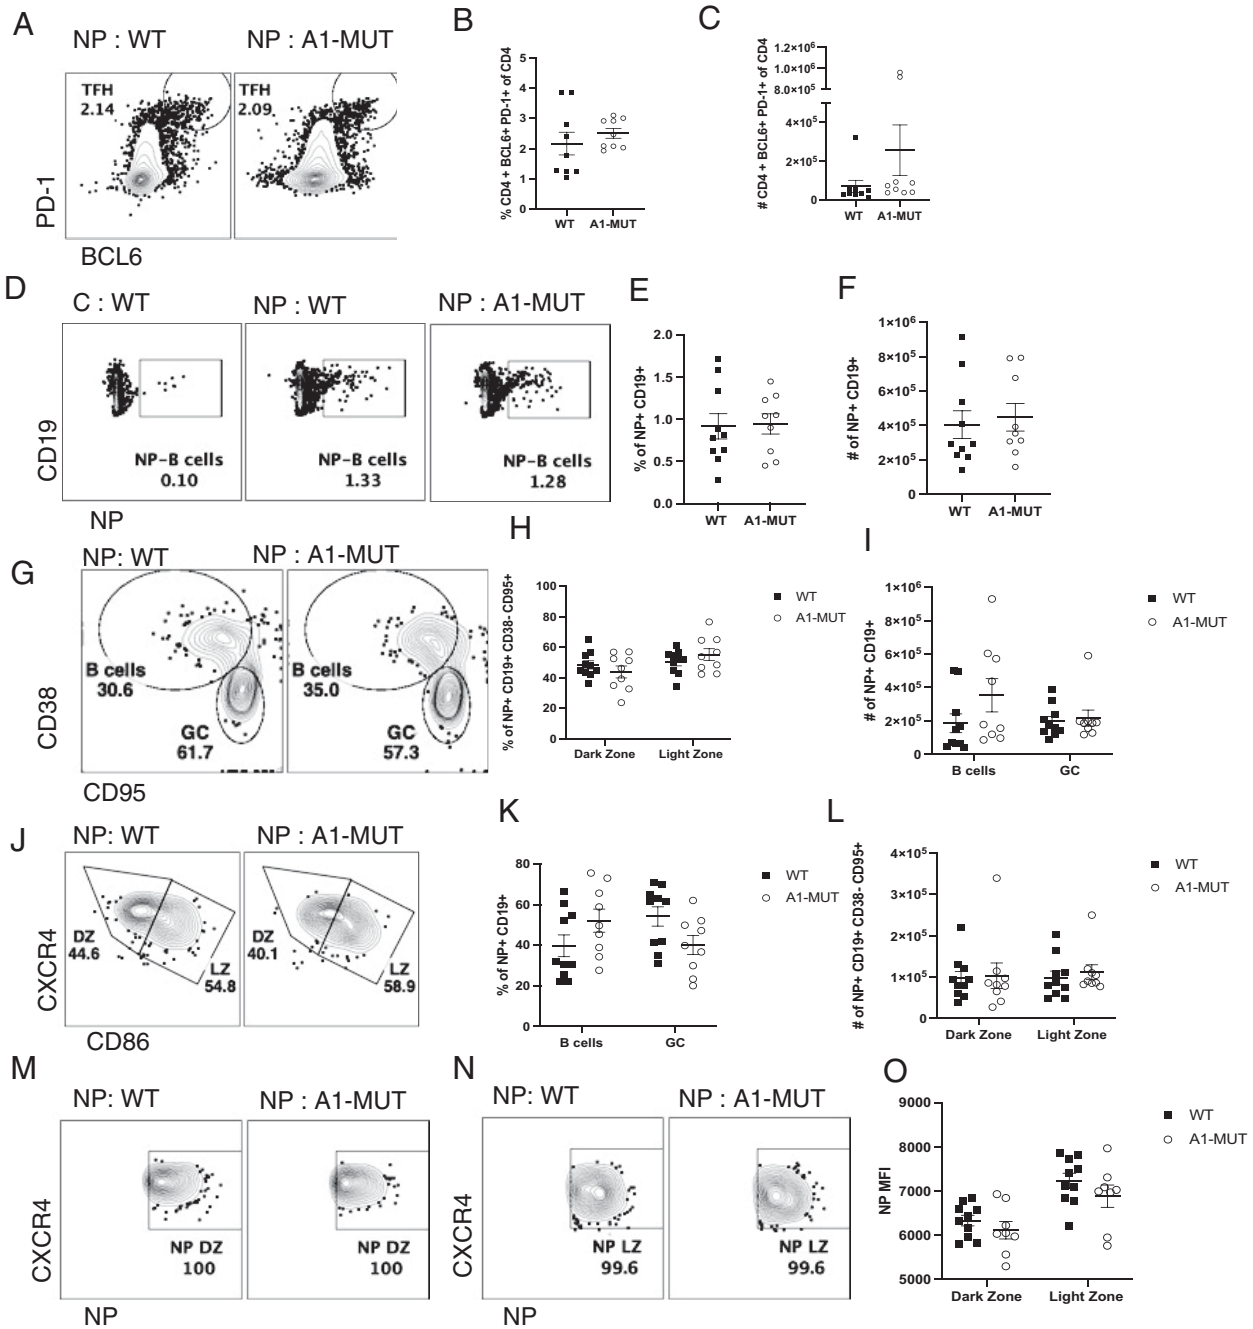 A
NP : WT
NP : A1-MUT
TFH
2.14
TFH
2.09
PD-1
BCL6
B
% CD4 + BCL6+ PD-1+ of CD4
5
4
3
2
1
0
WT
A1-MUT
C
# CD4 + BCL6+ PD-1+ of CD4
1.2×10⁶
1.0×10⁶
8.0×10⁵
4×10⁵
2×10⁵
0
WT
A1-MUT
D
C : WT
NP : WT
NP : A1-MUT
CD19
NP-B cells
0.10
NP-B cells
1.33
NP-B cells
1.28
NP
E
% of NP+ CD19+
2.0
1.5
1.0
0.5
0.0
WT
A1-MUT
F
# of NP+ CD19+
1×10⁶
8×10⁵
6×10⁵
4×10⁵
2×10⁵
0
WT
A1-MUT
G
NP: WT
NP : A1-MUT
CD38
B cells
30.6
GC
61.7
B cells
35.0
GC
57.3
CD95
H
% of NP+ CD19+ CD38- CD95+
100
80
60
40
20
0
Dark Zone
Light Zone
WT
A1-MUT
I
# of NP+ CD19+
1×10⁶
8×10⁵
6×10⁵
4×10⁵
2×10⁵
0
B cells
GC
WT
A1-MUT
J
NP: WT
NP : A1-MUT
CXCR4
DZ
44.6
LZ
54.8
DZ
40.1
LZ
58.9
CD86
K
% of NP+ CD19+
80
60
40
20
0
B cells
GC
WT
A1-MUT
L
# of NP+ CD19+ CD38- CD95+
4×10⁵
3×10⁵
2×10⁵
1×10⁵
0
Dark Zone
Light Zone
WT
A1-MUT
M
NP: WT
NP : A1-MUT
CXCR4
NP DZ
100
NP DZ
100
NP
N
NP: WT
NP : A1-MUT
CXCR4
NP LZ
99.6
NP LZ
99.6
NP
O
NP MFI
9000
8000
7000
6000
5000
Dark Zone
Light Zone
WT
A1-MUT